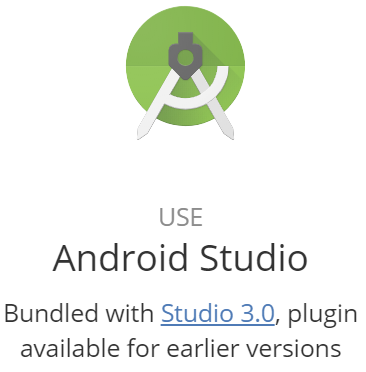 USE
Android Studio
Bundled with Studio 3.0, plugin
available for earlier versions